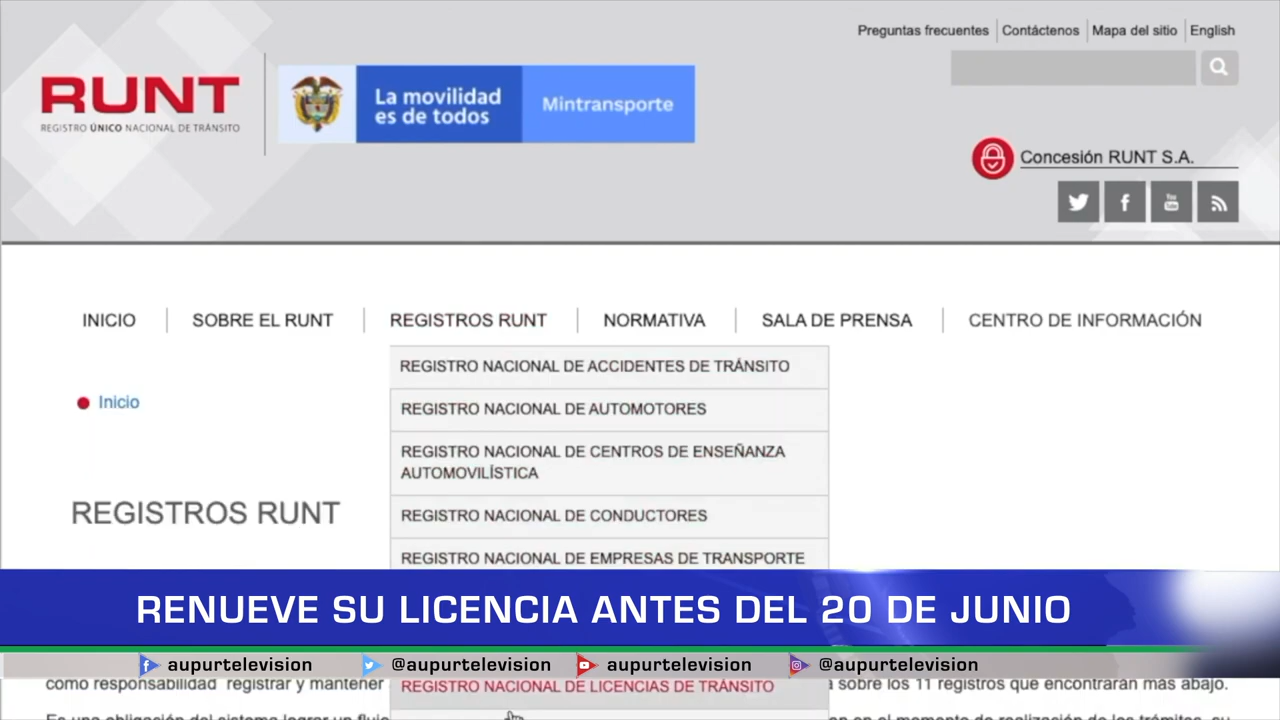 Preguntas frecuentes Contáctenos Mapa del sitio English
RUNT
REGISTRO ÚNICO NACIONAL DE TRÁNSITO
La movilidad
es de todos
Mintransporte
Concesión RUNT S.A.
You
Tube
INICIO SOBRE EL RUNT REGISTROS RUNT NORMATIVA SALA DE PRENSA CENTRO DE INFORMACIÓN
REGISTRO NACIONAL DE ACCIDENTES DE TRÁNSITO
Inicio
REGISTRO NACIONAL DE AUTOMOTORES
REGISTRO NACIONAL DE CENTROS DE ENSEÑANZA
AUTOMOVILÍSTICA
REGISTROS RUNT
REGISTRO NACIONAL DE CONDUCTORES
REGISTRO NACIONAL DE EMPRESAS DE TRANSPORTE
RENUEVE SU LICENCIA ANTES DEL 20 DE JUNIO
aupurtelevision @aupurtelevision aupurtelevision @aupurtelevision
como responsabilidad registrar y mantener REGISTRO NACIONAL DE LICENCIAS DE TRÁNSITO a sobre los 11 registros que encontrarán más abajo.